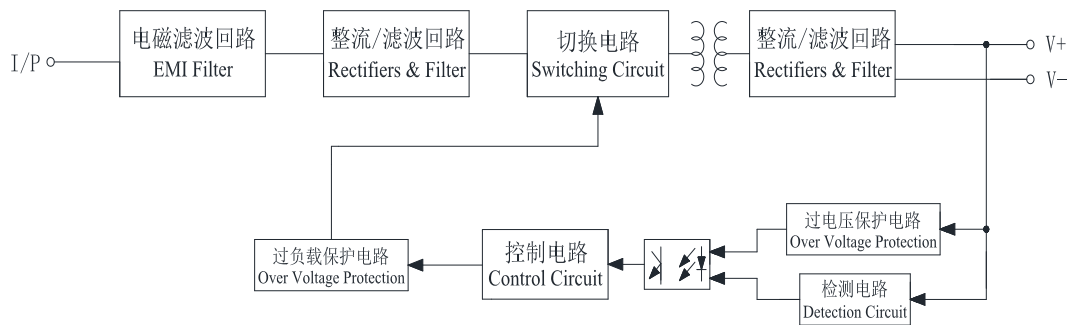 I/P
电磁滤波回路
EMI Filter
整流/滤波回路
Rectifiers & Filter
切换电路
Switching Circuit
整流/滤波回路
Rectifiers & Filter
V+
V-
过电压保护电路
Over Voltage Protection
过负载保护电路
Over Voltage Protection
控制电路
Control Circuit
检测电路
Detection Circuit